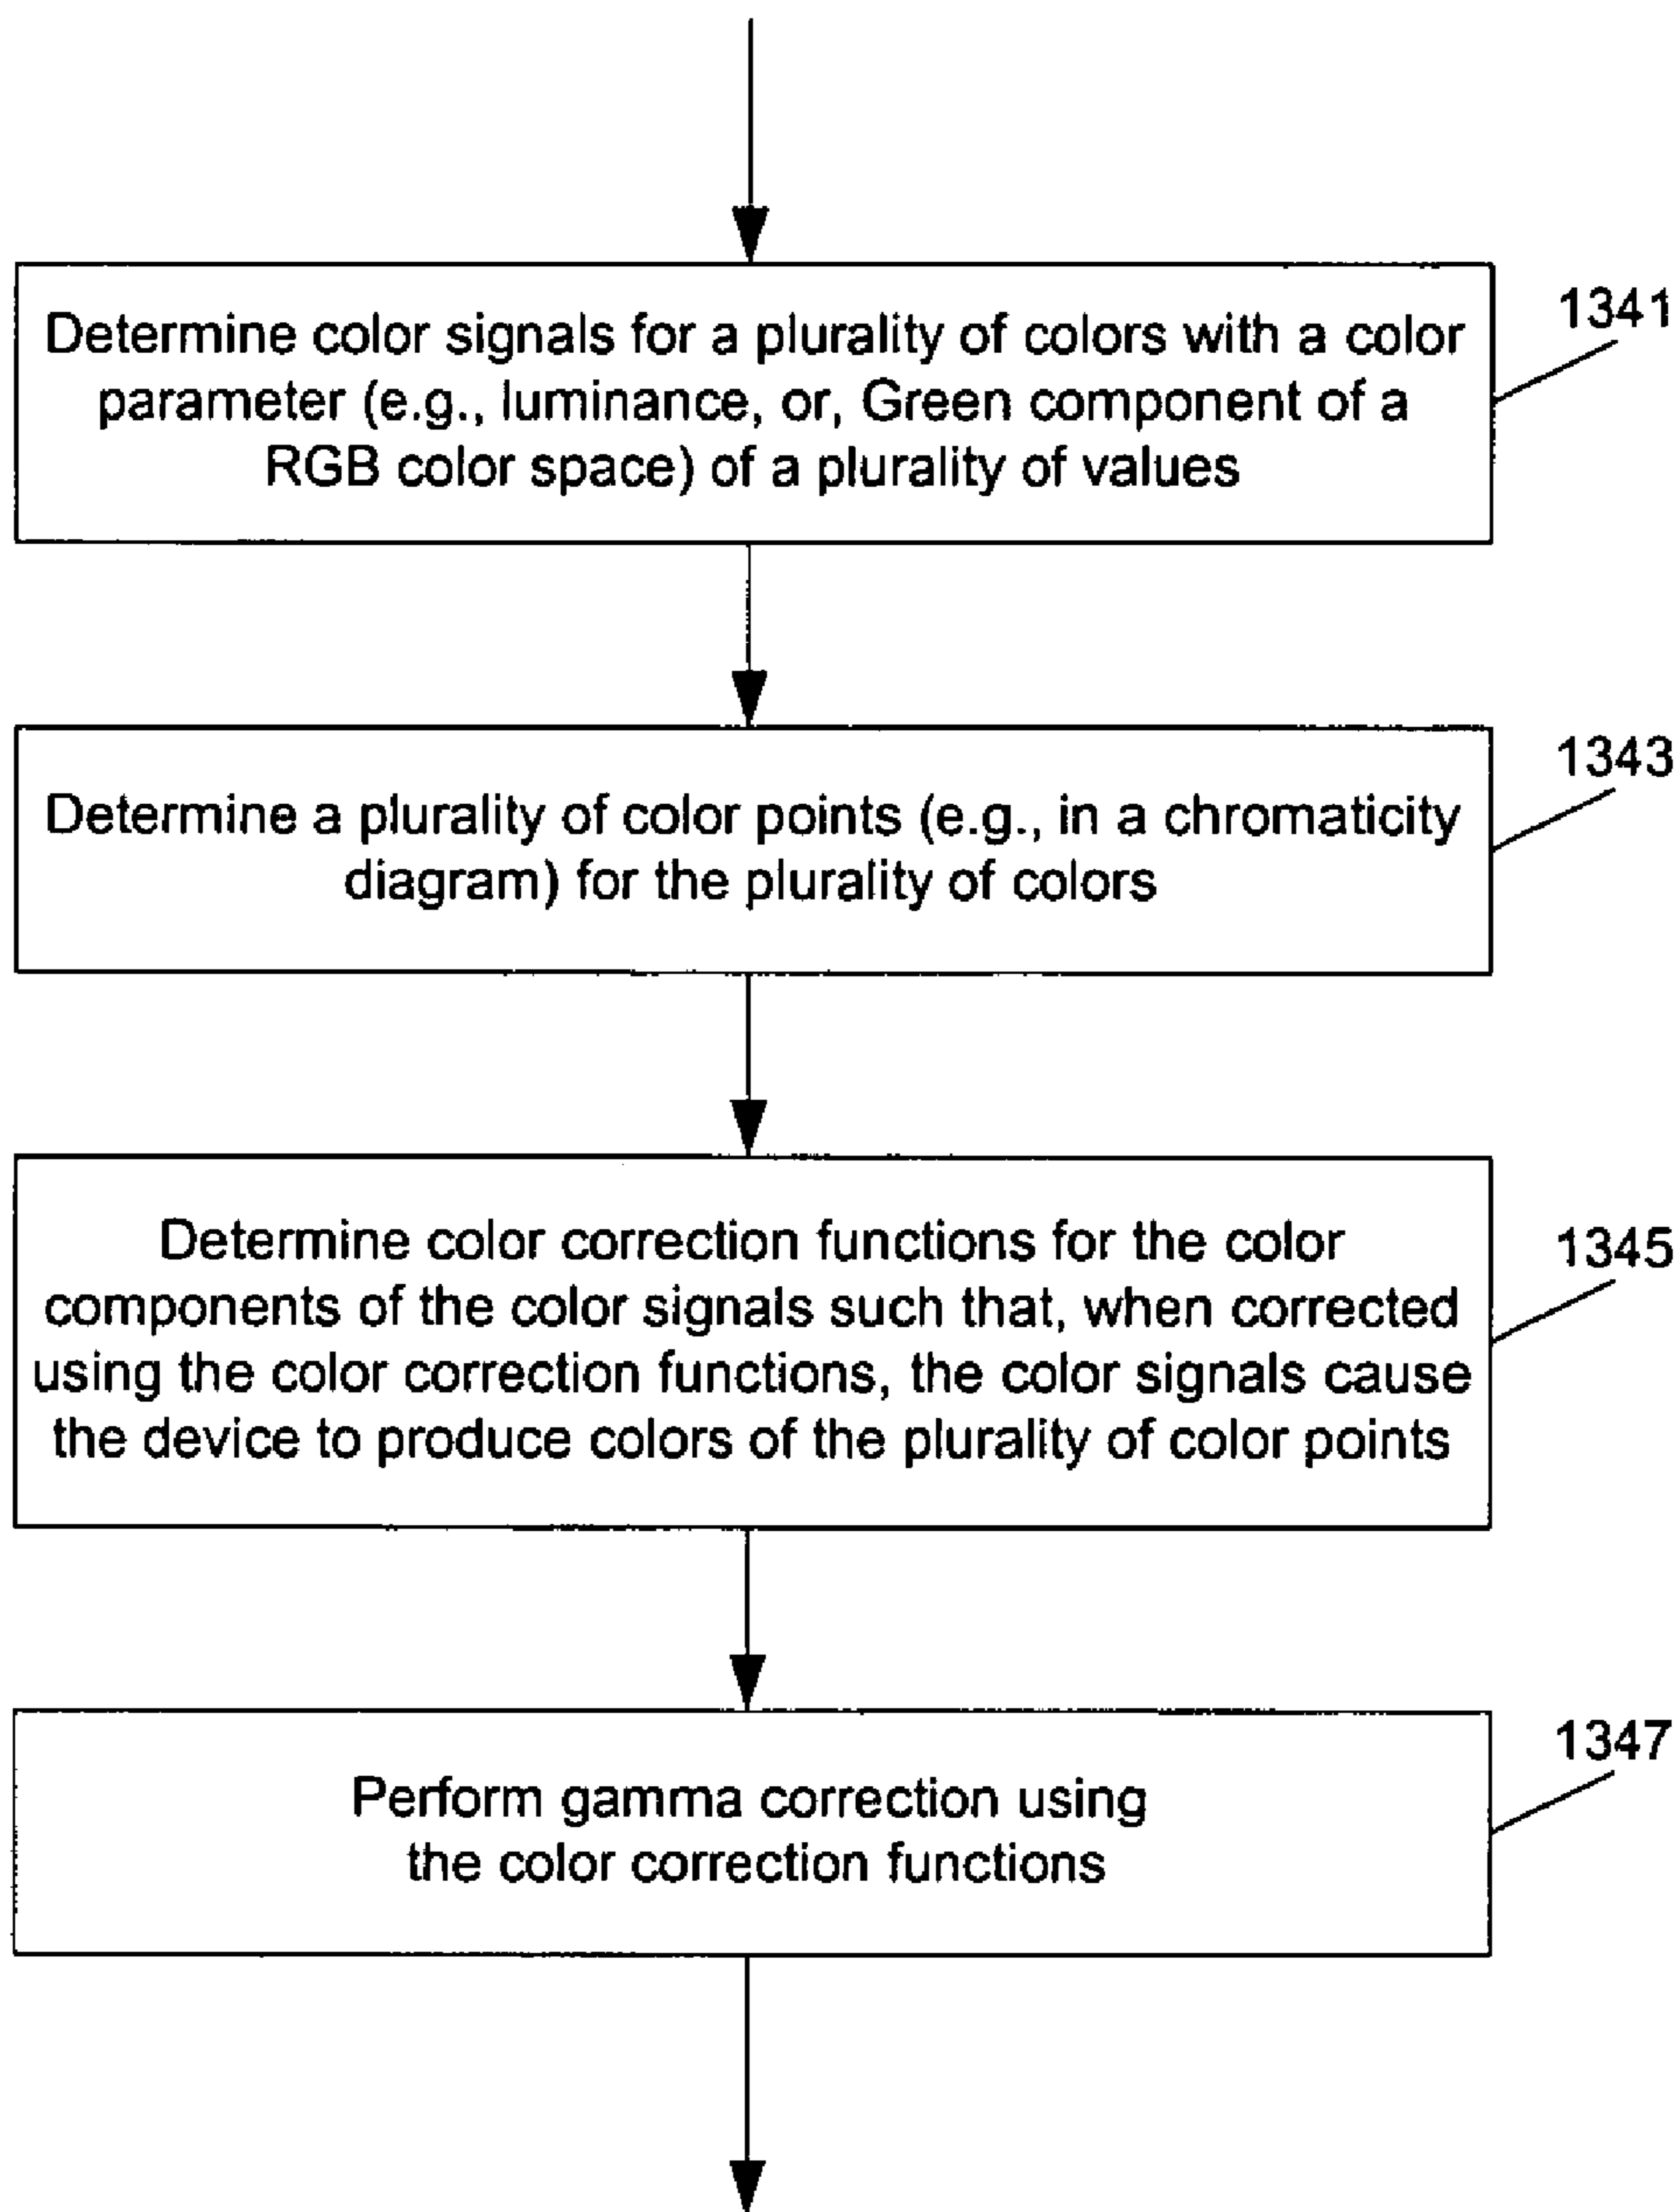 Determine color signals for a plurality of colors with a color
parameter (e.g., luminance, or, Green component of a
RGB color space) of a plurality of values
1341
Determine a plurality of color points (e.g., in a chromaticity
diagram) for the plurality of colors
1343
Determine color correction functions for the color
components of the color signals such that, when corrected
using the color correction functions, the color signals cause
the device to produce colors of the plurality of color points
1345
Perform gamma correction using
the color correction functions
1347